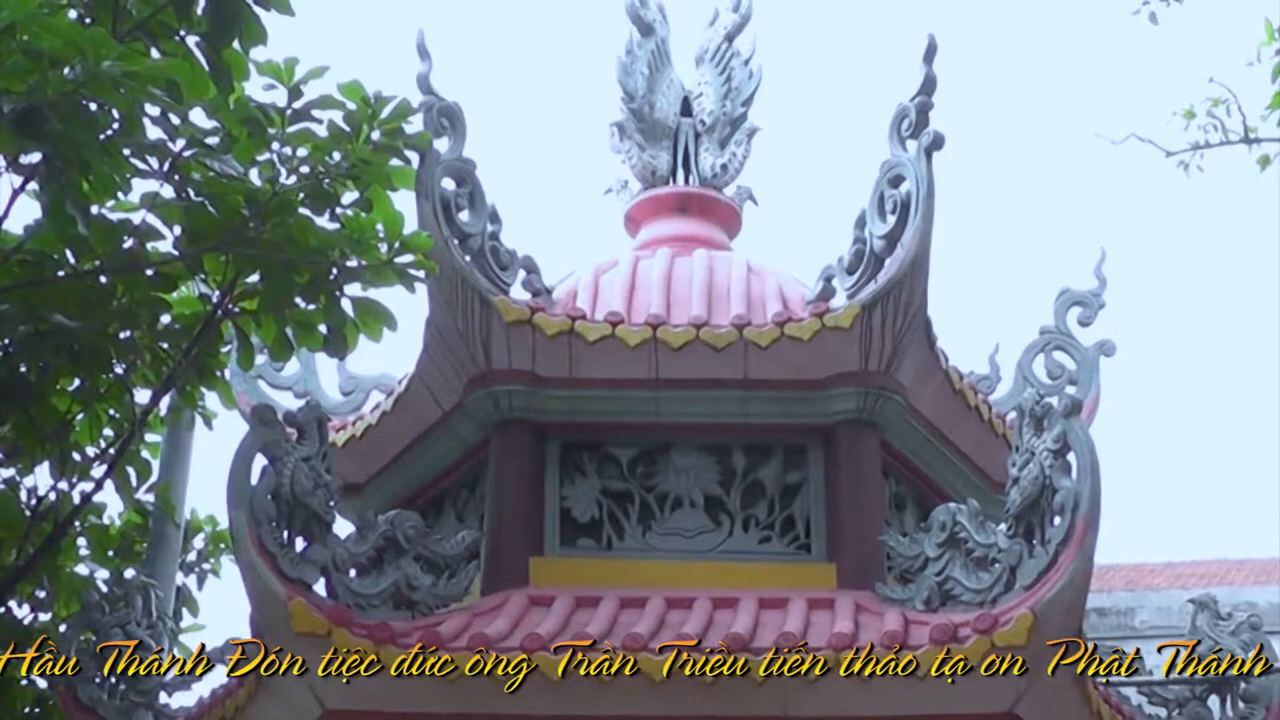 Hầu Thánh Đón tiệc đức ông Trần Triều tiến thảo tạ ơn Phật Thánh